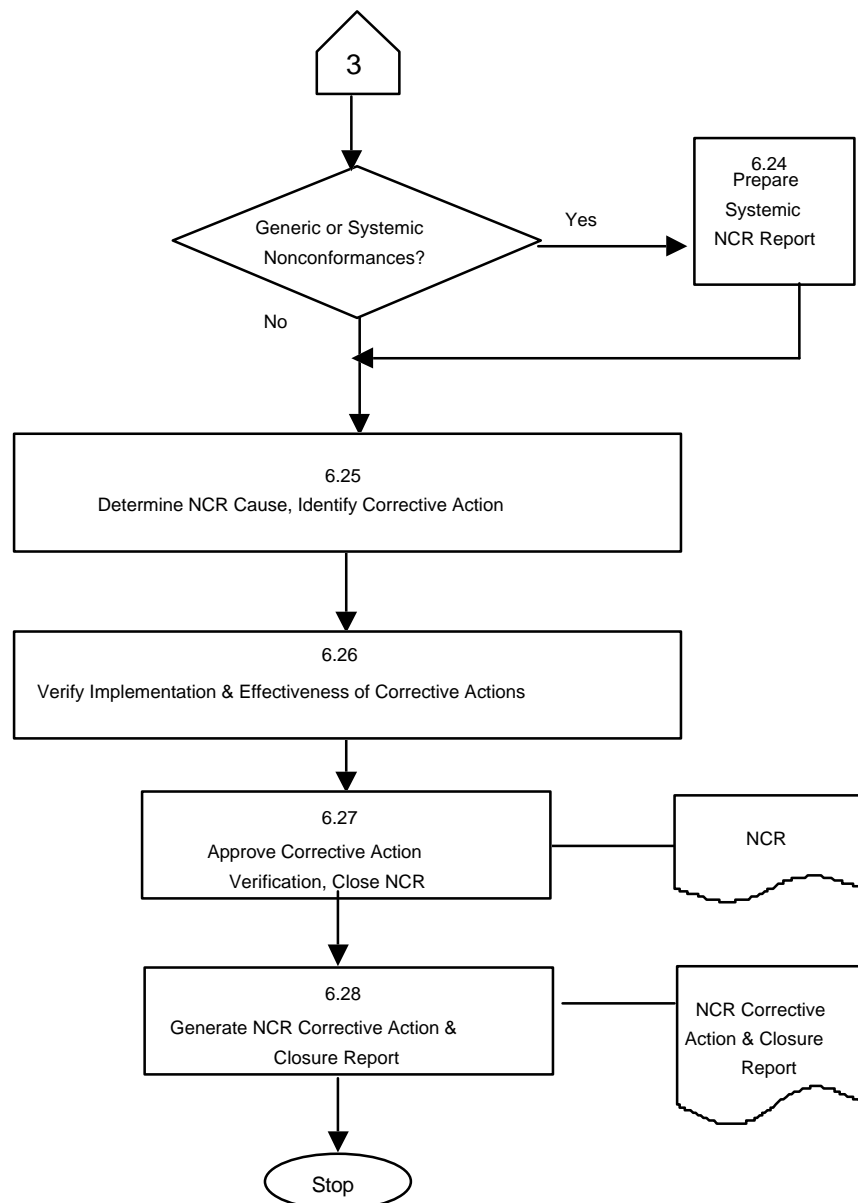 3
Generic or Systemic
Nonconformances?
Yes
6.24
Prepare
Systemic
NCR Report
No
6.25
Determine NCR Cause, Identify Corrective Action
6.26
Verify Implementation & Effectiveness of Corrective Actions
6.27
Approve Corrective Action
Verification, Close NCR
NCR
6.28
Generate NCR Corrective Action &
Closure Report
NCR Corrective
Action & Closure
Report
Stop